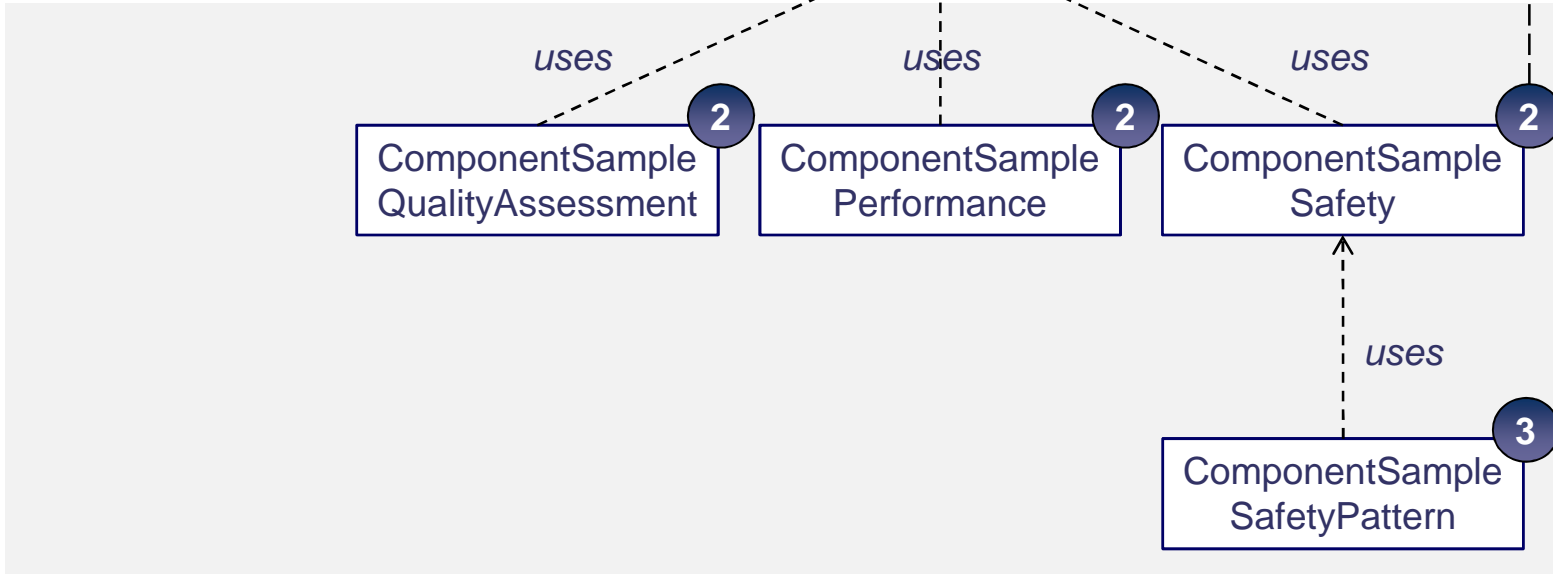 uses
uses
uses
2
2
2
ComponentSample
QualityAssessment
ComponentSample
Performance
ComponentSample
Safety
uses
3
ComponentSample
SafetyPattern